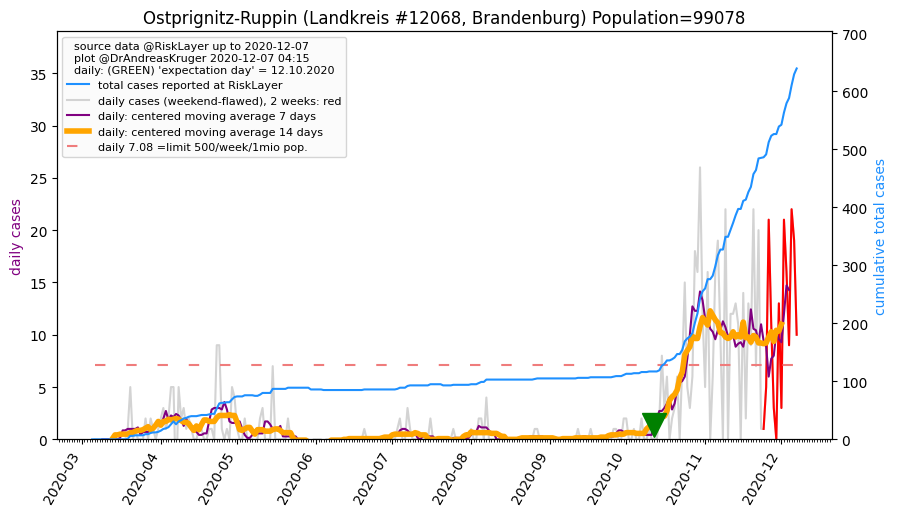 Ostprignitz-Ruppin (Landkreis #12068, Brandenburg) Population=99078
source data @RiskLayer up to 2020-12-07
plot @DrAndreasKruger 2020-12-07 04:15
daily: (GREEN) 'expectation day' = 12.10.2020
total cases reported at RiskLayer
daily cases (weekend-flawed), 2 weeks: red
daily: centered moving average 7 days
daily: centered moving average 14 days
daily 7.08 =limit 500/week/1mio pop.
daily cases
35
30
25
20
15
10
5
0
cumulative total cases
700
600
500
400
300
200
100
0
2020-03
2020-04
2020-05
2020-06
2020-07
2020-08
2020-09
2020-10
2020-11
2020-12